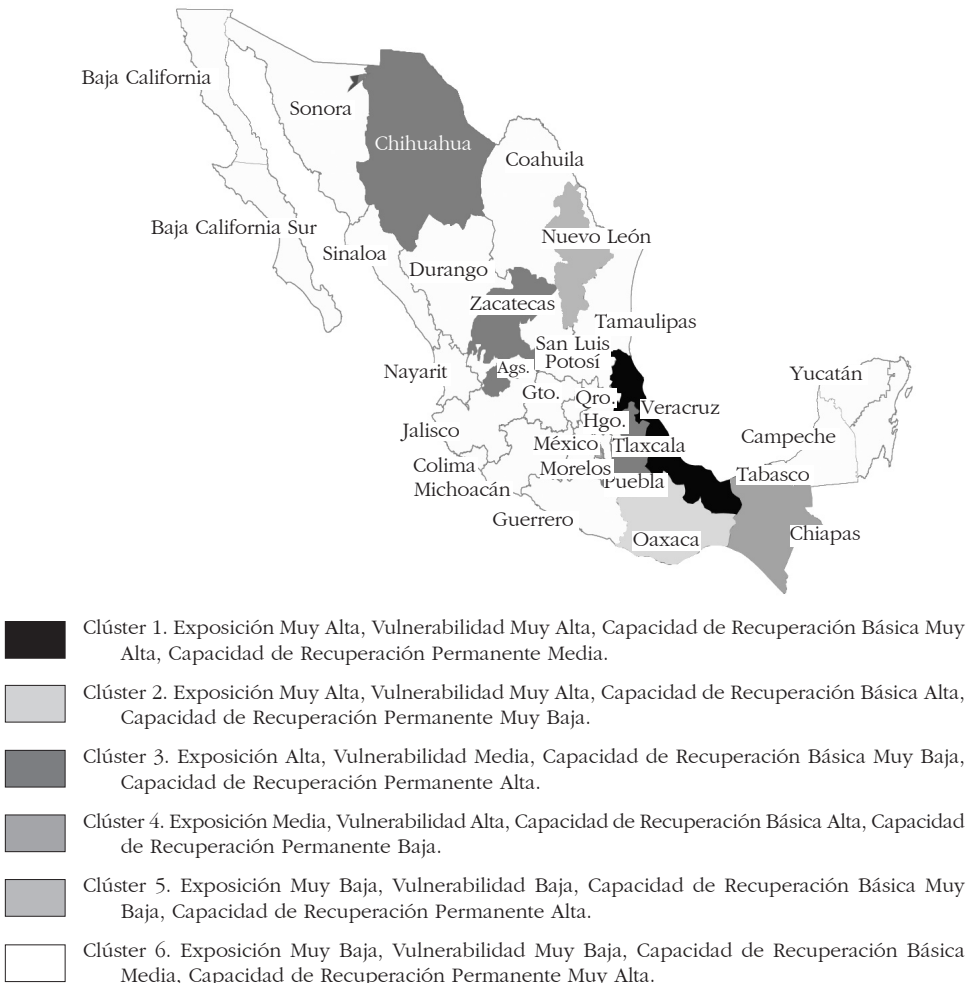 Baja California
Sonora
Chihuahua
Coahuila
Baja California Sur
Nuevo León
Sinaloa
Durango
Zacatecas
Tamaulipas
San Luis
Potosí
Nayarit
Ags.
Yucatán
Gto.
Qro.
Veracruz
Hgo.
Jalisco
México
Tlaxcala
Campeche
Colima
Morelos
Tabasco
Michoacán
Puebla
Guerrero
Oaxaca
Chiapas
Clúster 1. Exposición Muy Alta, Vulnerabilidad Muy Alta, Capacidad de Recuperación Básica Muy
Alta, Capacidad de Recuperación Permanente Media.
Clúster 2. Exposición Muy Alta, Vulnerabilidad Muy Alta, Capacidad de Recuperación Básica Alta,
Capacidad de Recuperación Permanente Muy Baja.
Clúster 3. Exposición Alta, Vulnerabilidad Media, Capacidad de Recuperación Básica Muy Baja,
Capacidad de Recuperación Permanente Alta.
Clúster 4. Exposición Media, Vulnerabilidad Alta, Capacidad de Recuperación Básica Alta, Capacidad
de Recuperación Permanente Baja.
Clúster 5. Exposición Muy Baja, Vulnerabilidad Baja, Capacidad de Recuperación Básica Muy
Baja, Capacidad de Recuperación Permanente Alta.
Clúster 6. Exposición Muy Baja, Vulnerabilidad Muy Baja, Capacidad de Recuperación Básica
Media, Capacidad de Recuperación Permanente Muy Alta.